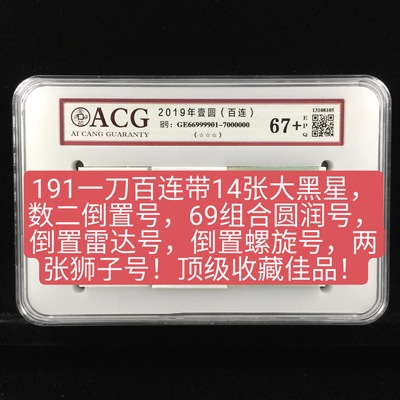 ACG
AI CANG GUARANTY
2019年壹圆（百连）
冠号：GE66999901-7000000
(☆☆☆)
13108105
67+
EPQ
191一刀百连带14张大黑星，
数二倒置号，69组合圆润号，
倒置雷达号，倒置螺旋号，两
张狮子号！顶级收藏佳品！